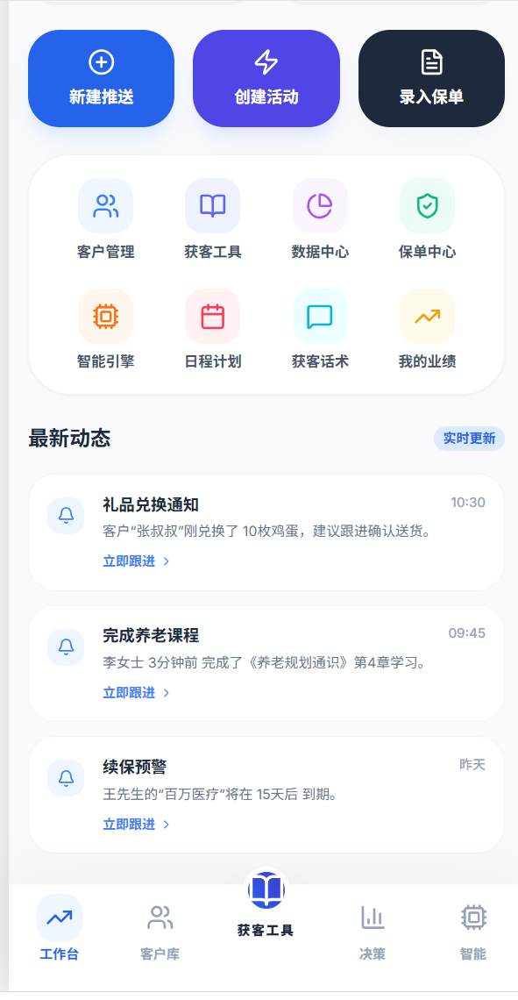 新建推送
创建活动
录入保单
客户管理
获客工具
数据中心
保单中心
智能引擎
日程计划
获客话术
我的业绩
最新动态
实时更新
礼品兑换通知
10:30
客户“张叔叔”刚兑换了 10枚鸡蛋，建议跟进确认送货。
立即跟进
完成养老课程
09:45
李女士 3分钟前 完成了《养老规划通识》第4章学习。
立即跟进
续保预警
昨天
王先生的“百万医疗”将在 15天后 到期。
立即跟进
工作台
客户库
获客工具
决策
智能